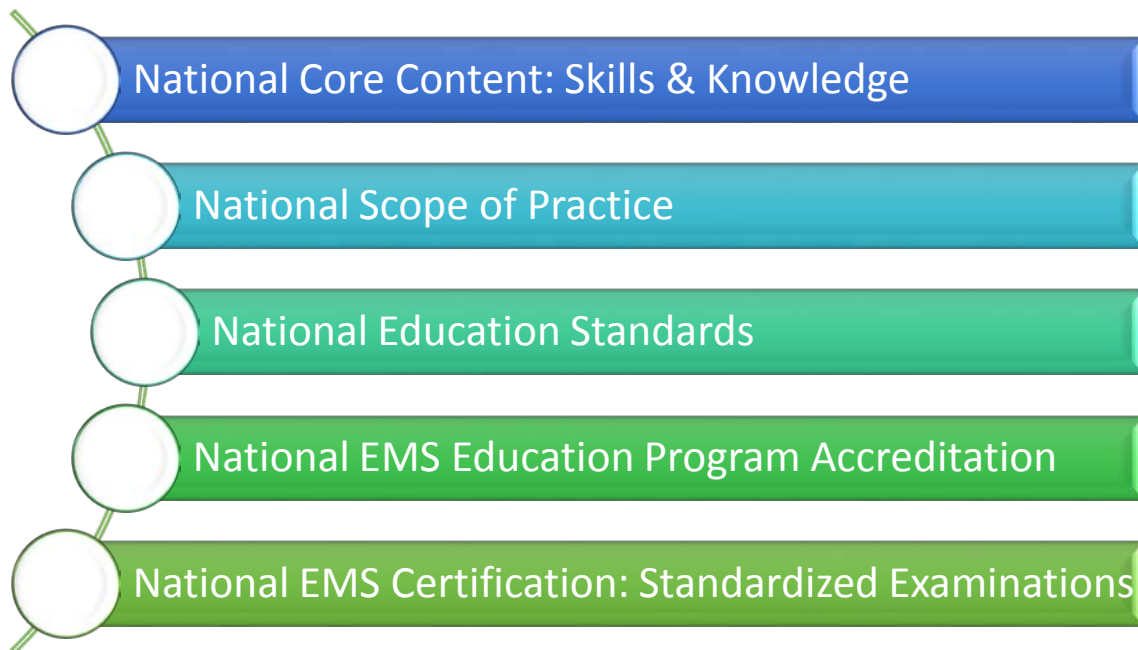 National Core Content: Skills & Knowledge
National Scope of Practice
National Education Standards
National EMS Education Program Accreditation
National EMS Certification: Standardized Examinations